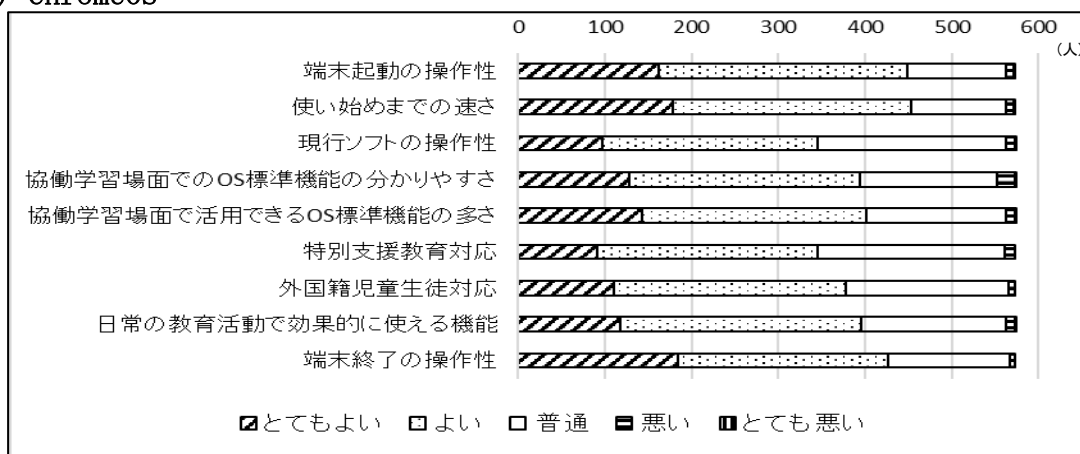 ChromeOS
0 100 200 300 400 500 600
(人)
端末起動の操作性
使い始めまでの速さ
現行ソフトの操作性
協働学習場面でのOS標準機能の分かりやすさ
協働学習場面で活用できるOS標準機能の多さ
特別支援教育対応
外国籍児童生徒対応
日常の教育活動で効果的に使える機能
端末終了の操作性
とてもよい よい 普通 悪い とても悪い